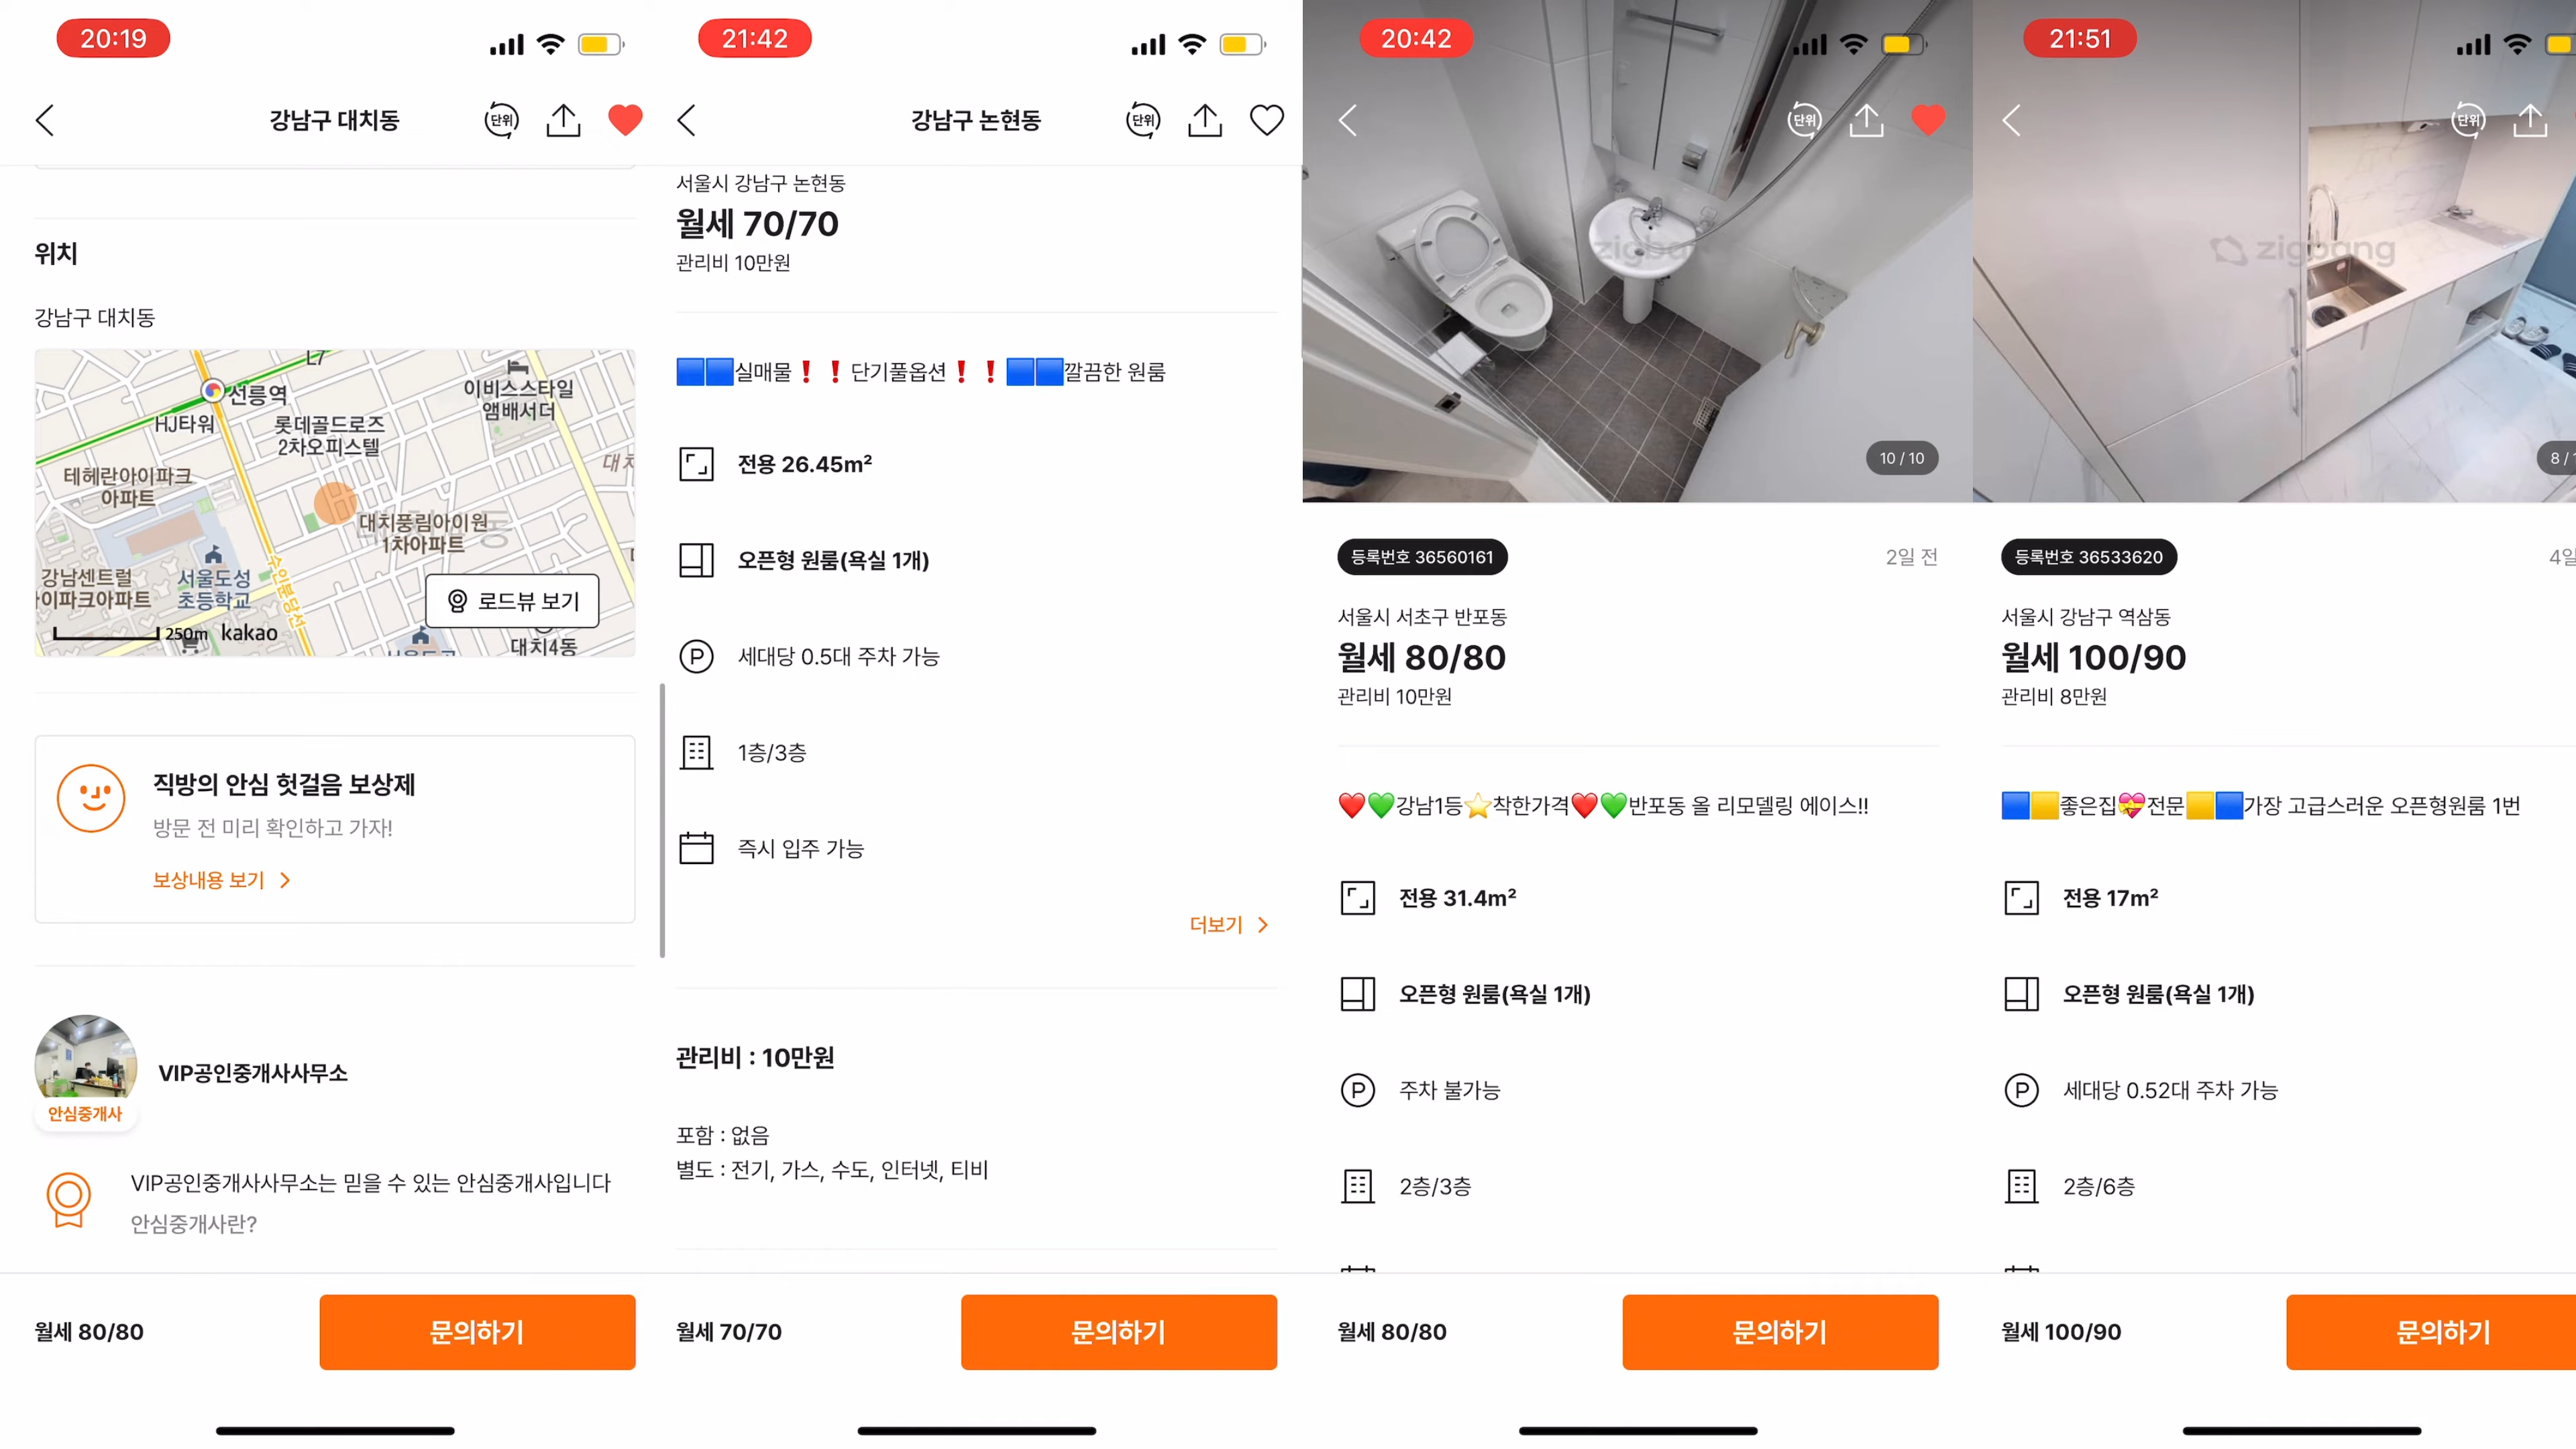 20:19
강남구 대치동
단위
위치
강남구 대치동
L7
선릉역
이비스스타일
앰배서더
HJ타워
롯데골드로즈
2차오피스텔
테헤란아이파크
아파트
대치풍림아이원
1차아파트
강남센트럴
아이파크아파트
서울도성
초등학교
수인분당선
로드뷰 보기
250m kakao
대치4동
직방의 안심 헛걸음 보상제
방문 전 미리 확인하고 가자!
보상내용 보기
VIP공인중개사사무소
안심중개사
VIP공인중개사사무소는 믿을 수 있는 안심중개사입니다
안심중개사란?
월세 80/80
문의하기
21:42
강남구 논현동
단위
서울시 강남구 논현동
월세 70/70
관리비 10만원
🟦🟦실매물❗❗단기풀옵션❗❗🟦🟦깔끔한 원룸
전용 26.45m²
오픈형 원룸(욕실 1개)
P
세대당 0.5대 주차 가능
1층/3층
즉시 입주 가능
더보기
관리비 : 10만원
포함 : 없음
별도 : 전기, 가스, 수도, 인터넷, 티비
월세 70/70
문의하기
20:42
단위
zigbang
10 / 10
등록번호 36560161
2일 전
서울시 서초구 반포동
월세 80/80
관리비 10만원
❤️💚강남1등⭐착한가격❤️💚반포동 올 리모델링 에이스!!
전용 31.4m²
오픈형 원룸(욕실 1개)
P
주차 불가능
2층/3층
월세 80/80
문의하기
21:51
단위
zigbang
8 /
등록번호 36533620
4일
서울시 강남구 역삼동
월세 100/90
관리비 8만원
🟦🟨좋은집💝전문🟨🟦가장 고급스러운 오픈형원룸 1번
전용 17m²
오픈형 원룸(욕실 1개)
P
세대당 0.52대 주차 가능
2층/6층
월세 100/90
문의하기